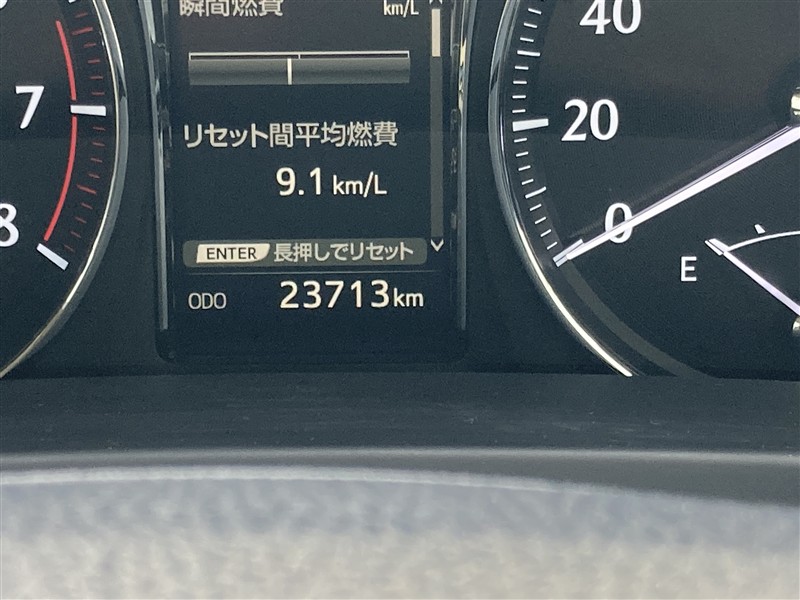 瞬間燃費 km/L
リセット間平均燃費
9.1 km/L
ENTER 長押しでリセット
ODO 23713 km
7
8
40
20
0
E